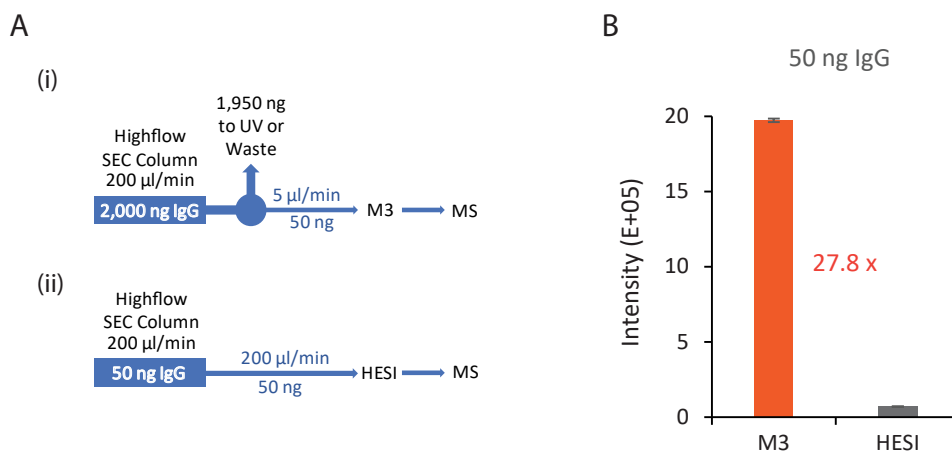 A
(i)
1,950 ng
to UV or
Waste
Highflow
SEC Column
200 µl/min
2,000 ng IgG
5 µl/min
50 ng
M3
MS
(ii)
Highflow
SEC Column
200 µl/min
50 ng IgG
200 µl/min
50 ng
HESI
MS
B
50 ng IgG
Intensity (E+05)
20
15
10
5
0
27.8 x
M3
HESI